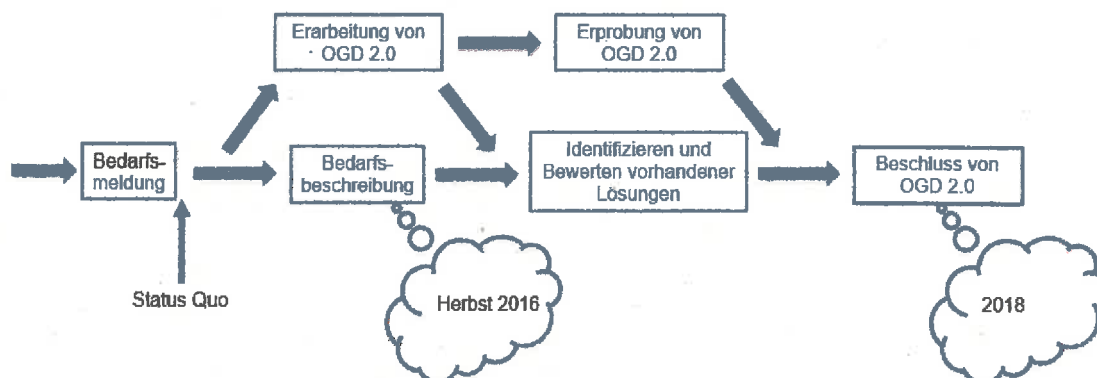 Erarbeitung von
OGD 2.0
Erprobung von
OGD 2.0
Bedarfs-
meldung
Bedarfs-
beschreibung
Identifizieren und
Bewerten vorhandener
Lösungen
Beschluss von
OGD 2.0
Status Quo
Herbst 2016
2018